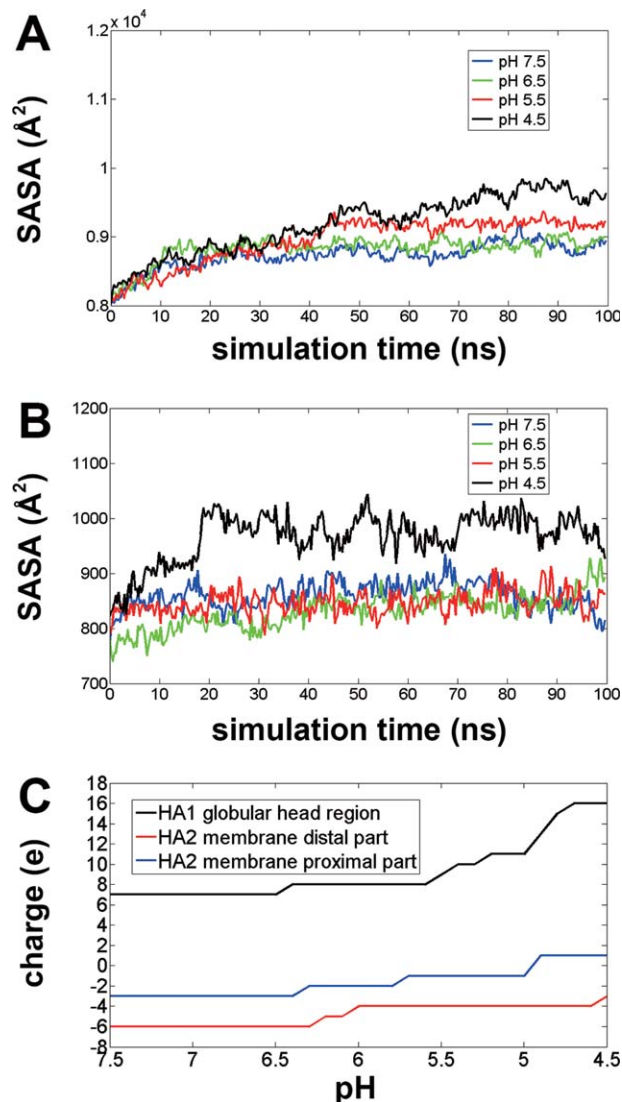 A
1.2 x 10^4
1.1
1
0.9
0.8
SASA (Å²)
pH 7.5
pH 6.5
pH 5.5
pH 4.5
0 10 20 30 40 50 60 70 80 90 100
simulation time (ns)
B
1200
1100
1000
900
800
700
SASA (Å²)
pH 7.5
pH 6.5
pH 5.5
pH 4.5
0 10 20 30 40 50 60 70 80 90 100
simulation time (ns)
C
18
16
14
12
10
8
6
4
2
0
-2
-4
-6
-8
charge (e)
HA1 globular head region
HA2 membrane distal part
HA2 membrane proximal part
7.5 7 6.5 6 5.5 5 4.5
pH